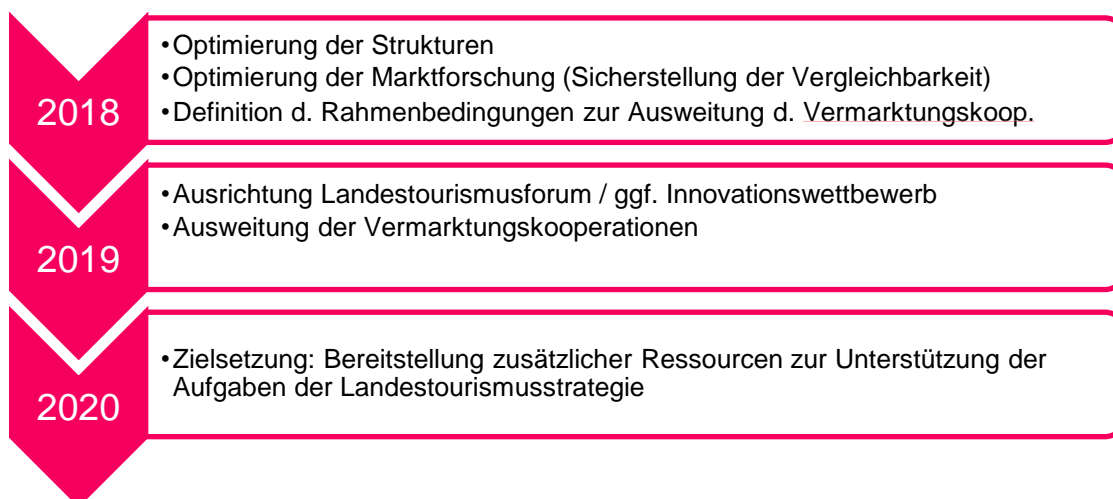 2018
•Optimierung der Strukturen
•Optimierung der Marktforschung (Sicherstellung der Vergleichbarkeit)
•Definition d. Rahmenbedingungen zur Ausweitung d. Vermarktungskoop.
2019
•Ausrichtung Landestourismusforum / ggf. Innovationswettbewerb
•Ausweitung der Vermarktungskooperationen
2020
•Zielsetzung: Bereitstellung zusätzlicher Ressourcen zur Unterstützung der
Aufgaben der Landestourismusstrategie